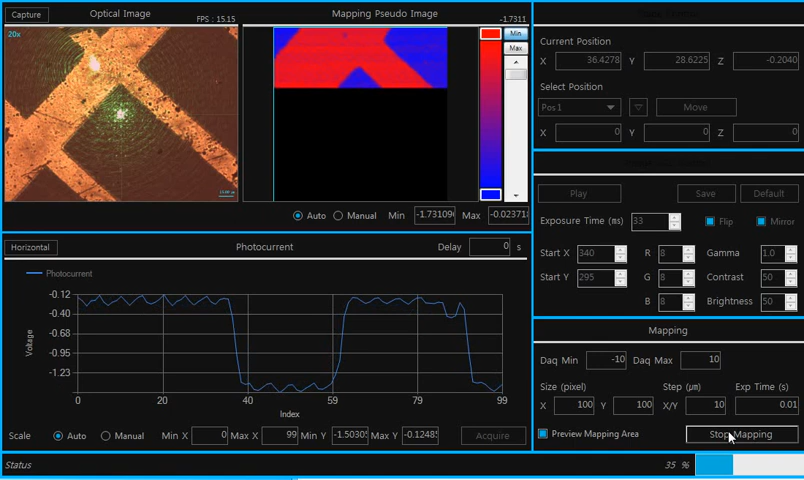 Capture
Optical Image
FPS : 15.15
Mapping Pseudo Image
-1.7311
20x
Min
Max
Auto
Manual
Min -1.73109
Max -0.02371
Current Position
X 36.4278 Y 28.6225 Z -0.2040
Select Position
Pos1
Move
X 0 Y 0 Z 0
Play
Save
Default
Exposure Time (ms) 33
Flip
Mirror
Start X 340 R 8 Gamma 1.0
Start Y 295 G 8 Contrast 50
B 8 Brightness 50
Horizontal
Photocurrent
Delay 0 s
Photocurrent
-0.12
-0.40
-0.68
-0.95
-1.23
Voltage
0 20 40 59 79 99
Index
Scale Auto Manual Min X 0 Max X 99 Min Y -1.5030 Max Y -0.1248
Acquire
Mapping
Daq Min -10 Daq Max 10
Size (pixel) Step (μm) Exp Time (s)
X 100 Y 100 X/Y 10 0.01
Preview Mapping Area
Stop Mapping
Status
35 %